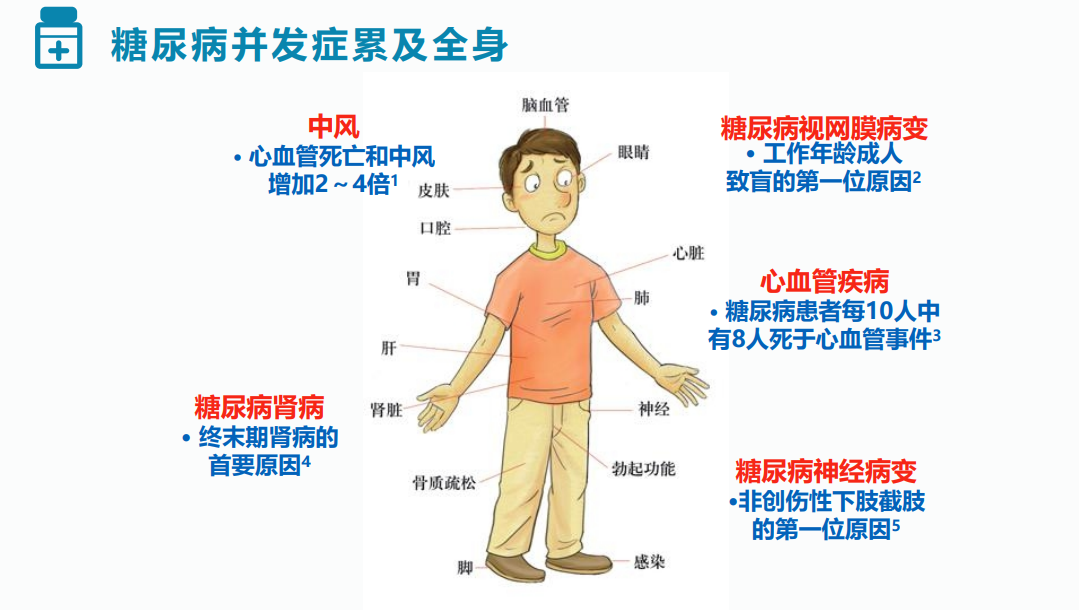 糖尿病并发症累及全身
中风
• 心血管死亡和中风
增加2～4倍1
糖尿病肾病
• 终末期肾病的
首要原因4
脑血管
眼睛
皮肤
口腔
心脏
胃
肺
肝
肾脏
神经
勃起功能
骨质疏松
脚
感染
糖尿病视网膜病变
• 工作年龄成人
致盲的第一位原因2
心血管疾病
• 糖尿病患者每10人中
有8人死于心血管事件3
糖尿病神经病变
•非创伤性下肢截肢
的第一位原因5